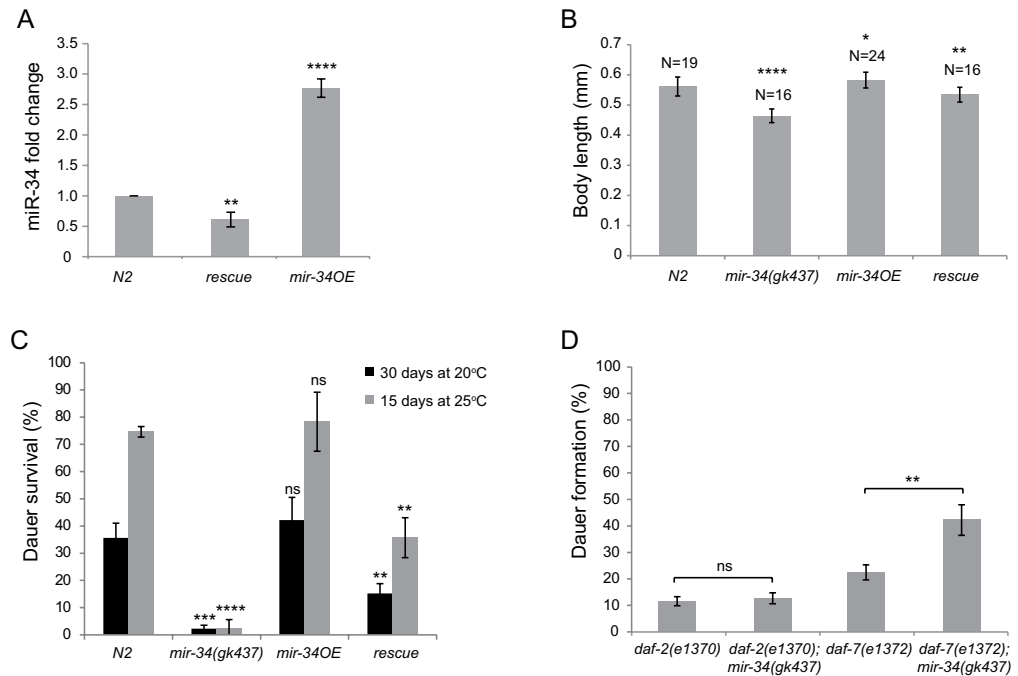 A
miR-34 fold change
3.5
3.0
2.5
2.0
1.5
1.0
0.5
0
****
**
N2
rescue
mir-34OE
B
Body length (mm)
0.7
0.6
0.5
0.4
0.3
0.2
0.1
0
N=19
****
N=16
*
N=24
**
N=16
N2
mir-34(gk437)
mir-34OE
rescue
C
Dauer survival (%)
100
90
80
70
60
50
40
30
20
10
0
30 days at 20°C
15 days at 25°C
*** ****
ns
ns
**
**
N2
mir-34(gk437)
mir-34OE
rescue
D
Dauer formation (%)
100
90
80
70
60
50
40
30
20
10
0
ns
**
daf-2(e1370)
daf-2(e1370);
mir-34(gk437)
daf-7(e1372)
daf-7(e1372);
mir-34(gk437)